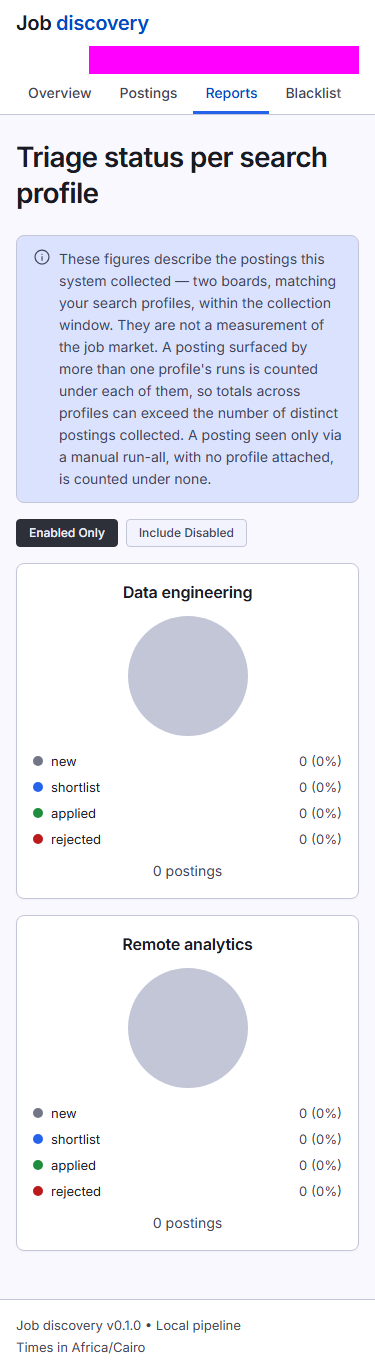 Job discovery
Overview Postings Reports Blacklist
Triage status per search
profile
These figures describe the postings this
system collected — two boards, matching
your search profiles, within the collection
window. They are not a measurement of
the job market. A posting surfaced by
more than one profile's runs is counted
under each of them, so totals across
profiles can exceed the number of distinct
postings collected. A posting seen only via
a manual run-all, with no profile attached,
is counted under none.
Enabled Only Include Disabled
Data engineering
new 0 (0%)
shortlist 0 (0%)
applied 0 (0%)
rejected 0 (0%)
0 postings
Remote analytics
new 0 (0%)
shortlist 0 (0%)
applied 0 (0%)
rejected 0 (0%)
0 postings
Job discovery v0.1.0 • Local pipeline
Times in Africa/Cairo